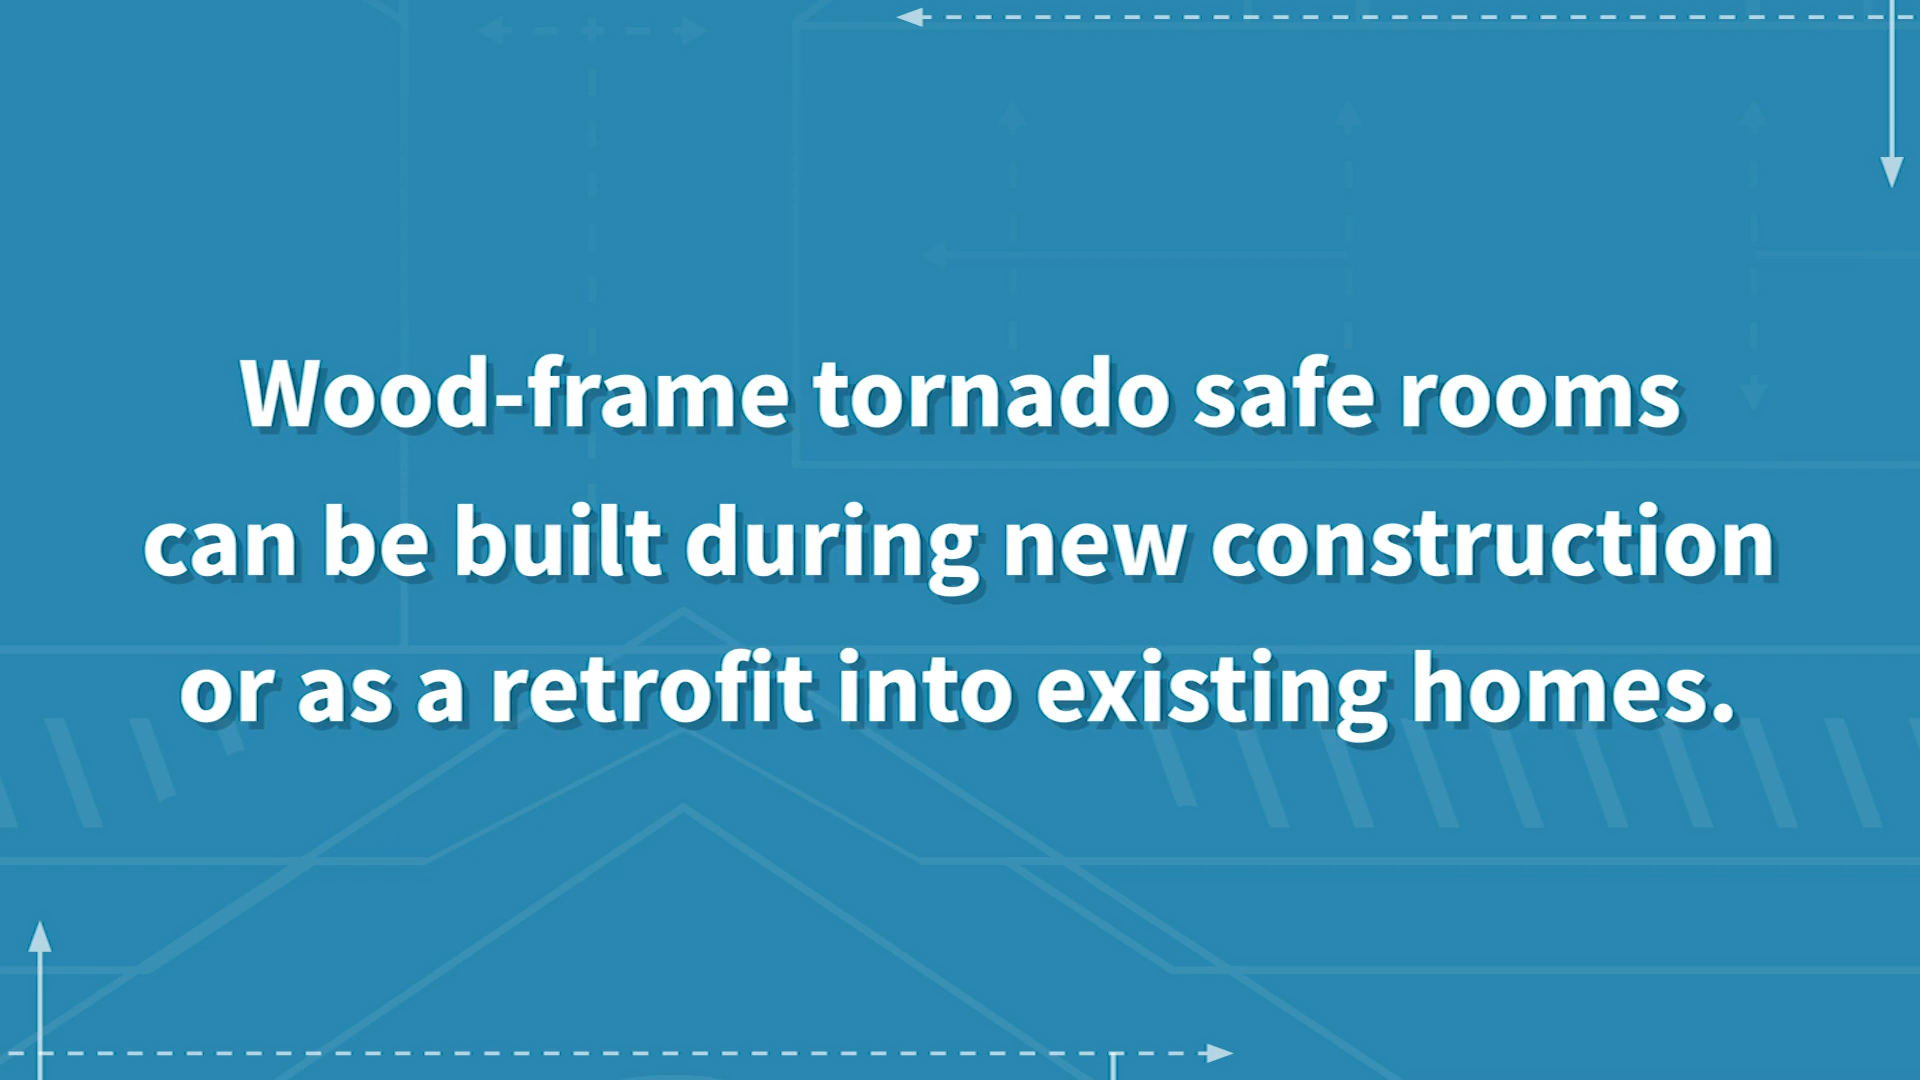 Wood-frame tornado safe rooms
can be built during new construction
or as a retrofit into existing homes.